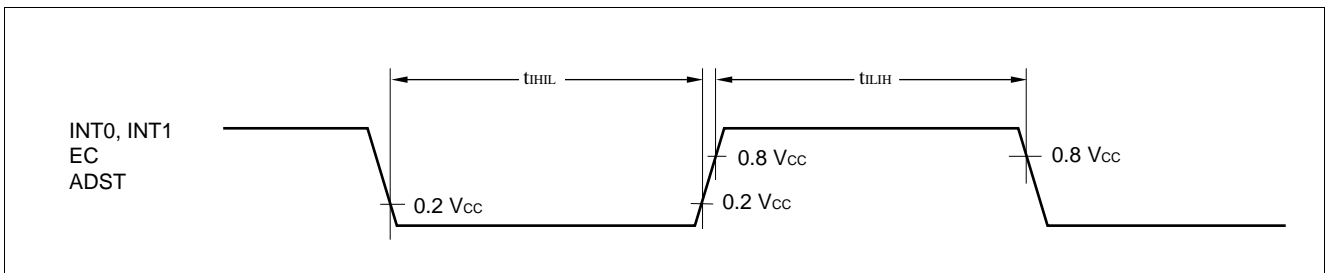 tIHIL
tILIH
INT0, INT1
EC
ADST
0.8 VCC
0.8 VCC
0.2 VCC
0.2 VCC